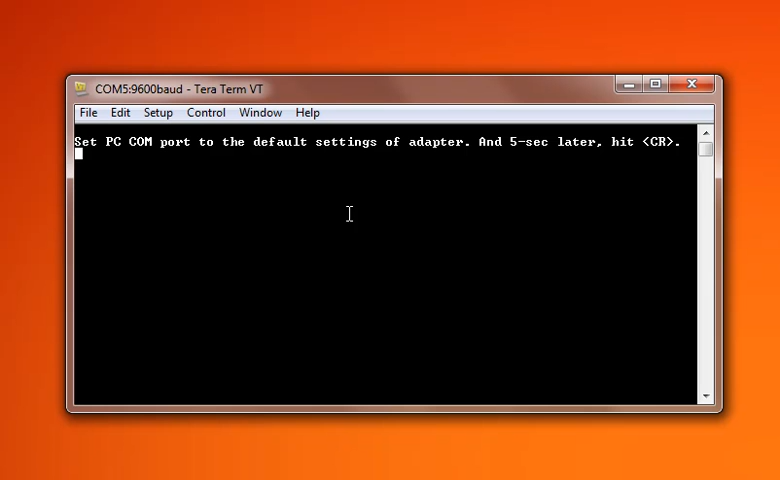 COM5:9600baud - Tera Term VT
File Edit Setup Control Window Help
Set PC COM port to the default settings of adapter. And 5-sec later, hit <CR>.